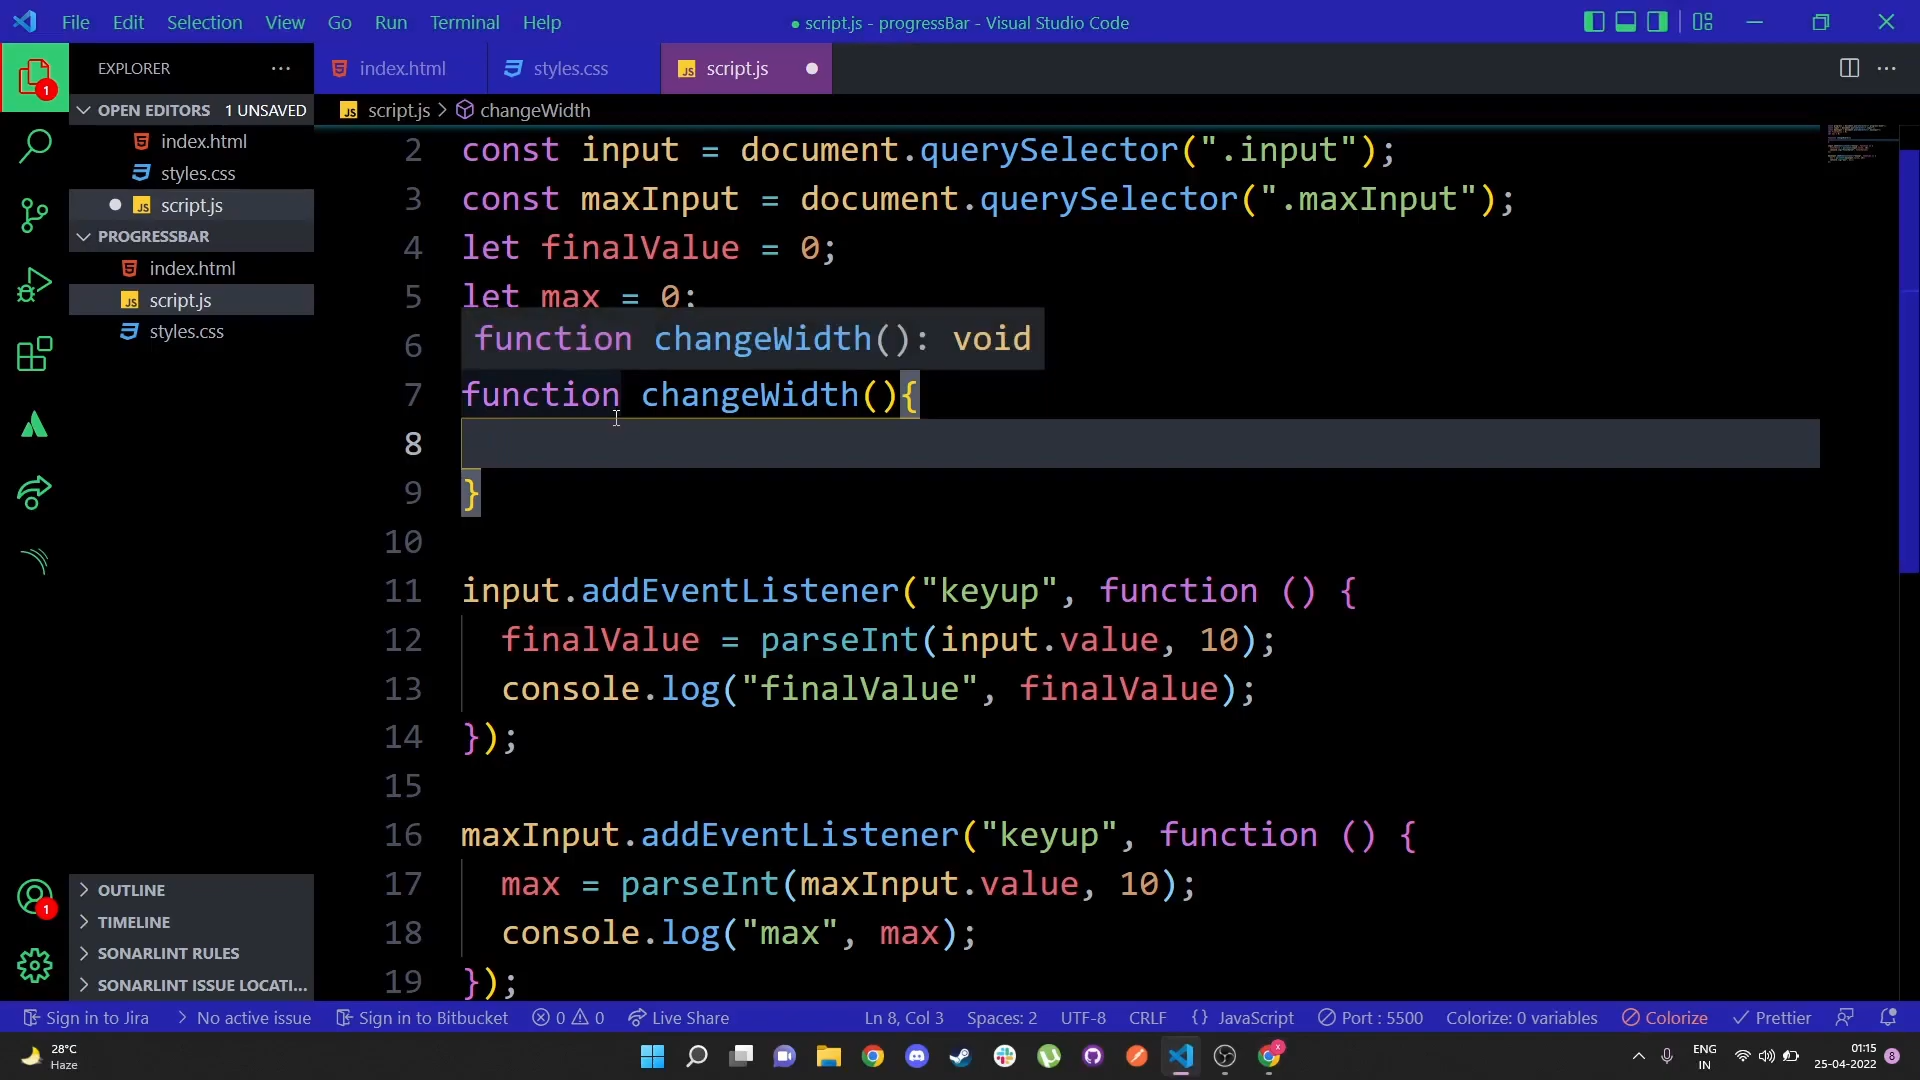 File Edit Selection View Go Run Terminal Help
● script.js - progressBar - Visual Studio Code
EXPLORER
index.html
styles.css
script.js
OPEN EDITORS 1 UNSAVED
index.html
styles.css
script.js
PROGRESSBAR
index.html
script.js
styles.css
script.js > changeWidth
2 const input = document.querySelector(".input");
3 const maxInput = document.querySelector(".maxInput");
4 let finalValue = 0;
5 let max = 0;
6
function changeWidth(): void
7 function changeWidth(){
8
9 }
10
11 input.addEventListener("keyup", function () {
12 finalValue = parseInt(input.value, 10);
13 console.log("finalValue", finalValue);
14 });
15
16 maxInput.addEventListener("keyup", function () {
17 max = parseInt(maxInput.value, 10);
18 console.log("max", max);
19 });
OUTLINE
TIMELINE
SONARLINT RULES
SONARLINT ISSUE LOCATI...
1
1
Sign in to Jira No active issue Sign in to Bitbucket 0 0 Live Share Ln 8, Col 3 Spaces: 2 UTF-8 CRLF {} JavaScript Port : 5500 Colorize: 0 variables Colorize Prettier
28°C
Haze
ENG
IN
01:15
25-04-2022
8